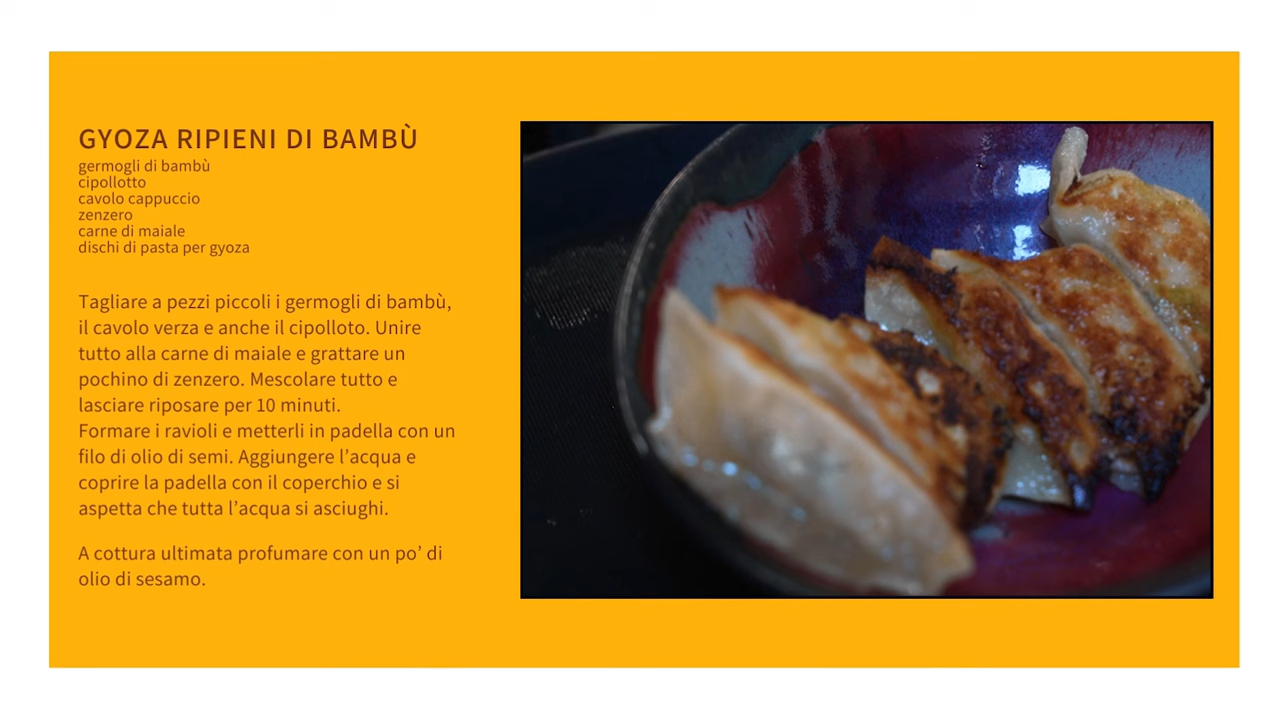 GYOZA RIPIENI DI BAMBÙ
germogli di bambù
cipollotto
cavolo cappuccio
zenzero
carne di maiale
dischi di pasta per gyoza
Tagliare a pezzi piccoli i germogli di bambù,
il cavolo verza e anche il cipolloto. Unire
tutto alla carne di maiale e grattare un
pochino di zenzero. Mescolare tutto e
lasciare riposare per 10 minuti.
Formare i ravioli e metterli in padella con un
filo di olio di semi. Aggiungere l’acqua e
coprire la padella con il coperchio e si
aspetta che tutta l’acqua si asciughi.
A cottura ultimata profumare con un po’ di
olio di sesamo.